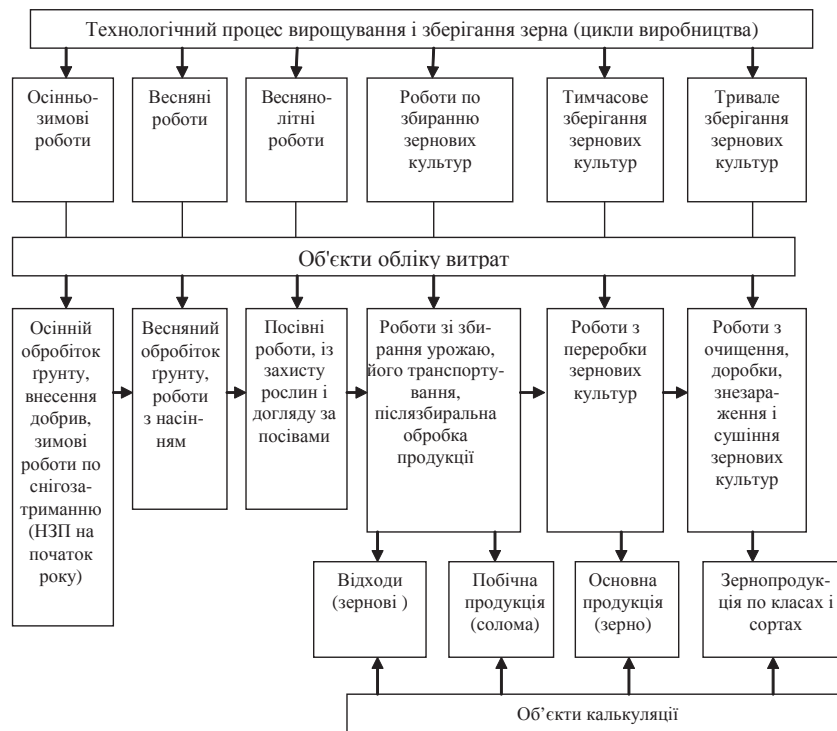 Технологічний процес вирощування і зберігання зерна (цикли виробництва)
Осінньо-
зимові
роботи
Весняні
роботи
Весняно-
літні
роботи
Роботи по
збиранню
зернових
культур
Тимчасове
зберігання
зернових
культур
Тривале
зберігання
зернових
культур
Об'єкти обліку витрат
Осінній
обробіток
ґрунту,
внесення
добрив,
зимові
роботи по
снігоза-
триманню
(НЗП на
початок
року)
Весняний
обробіток
ґрунту,
роботи
з насін-
ням
Посівні
роботи, із
захисту
рослин і
догляду за
посівами
Роботи зі зби-
рання урожаю,
його транспорту-
вання,
післязбиральна
обробка
продукції
Роботи з
переробки
зернових
культур
Роботи з
очищення,
доробки,
знезара-
ження і
сушіння
зернових
культур
Відходи
(зернові )
Побічна
продукція
(солома)
Основна
продукція
(зерно)
Зернопродук-
ція по класах і
сортах
Об’єкти калькуляції